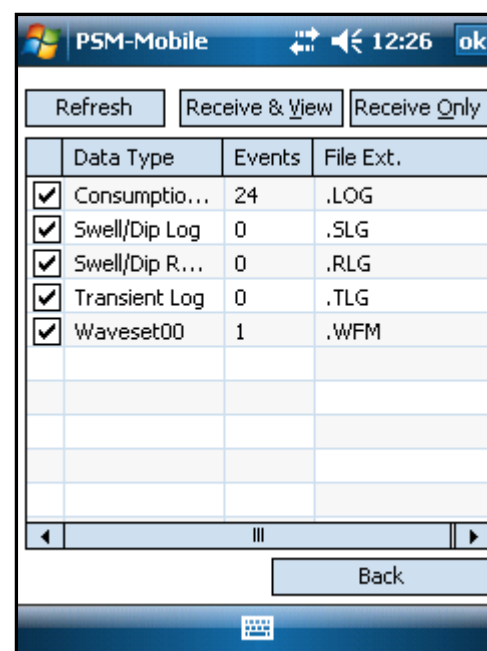 PSM-Mobile 12:26 ok
Refresh Receive & View Receive Only
Data Type Events File Ext.
Consumptio... 24 .LOG
Swell/Dip Log 0 .SLG
Swell/Dip R... 0 .RLG
Transient Log 0 .TLG
Waveset00 1 .WFM
Back